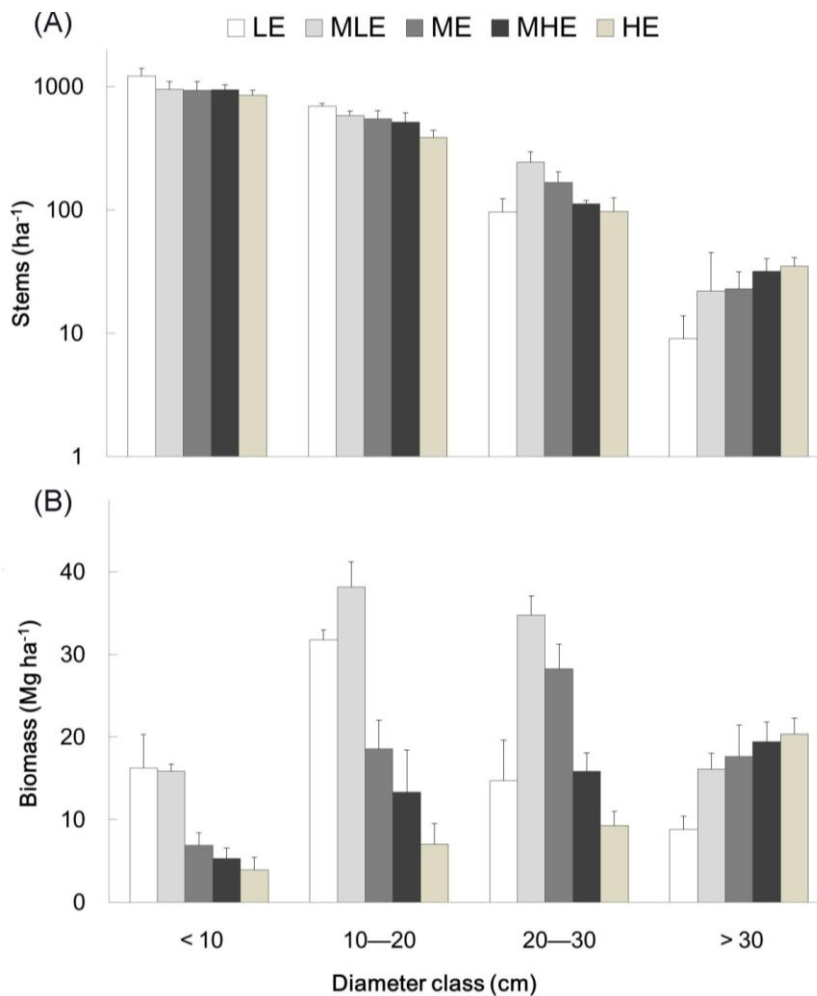 (A)
LE MLE ME MHE HE
Stems (ha⁻¹)
1000
100
10
1
(B)
Biomass (Mg ha⁻¹)
40
30
20
10
0
< 10 10—20 20—30 > 30
Diameter class (cm)